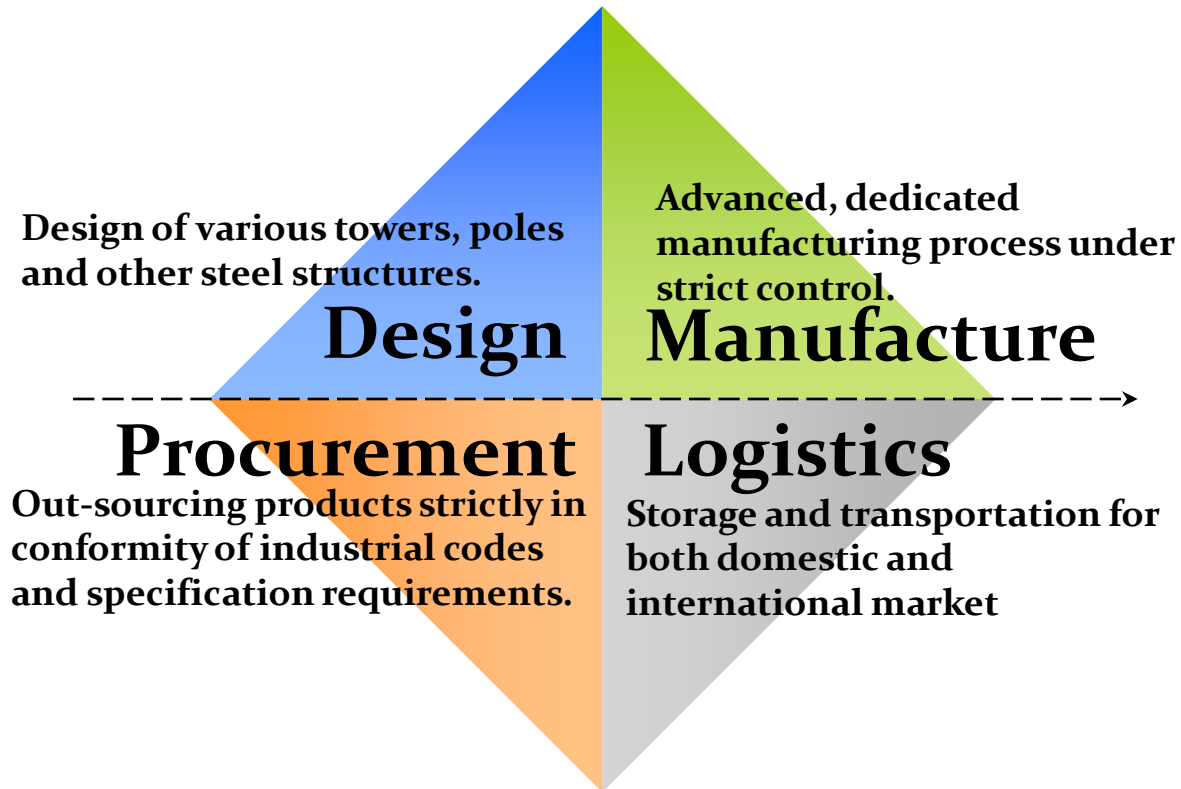 Design of various towers, poles
and other steel structures.
Design
Advanced, dedicated
manufacturing process under
strict control.
Manufacture
Procurement
Out-sourcing products strictly in
conformity of industrial codes
and specification requirements.
Logistics
Storage and transportation for
both domestic and
international market